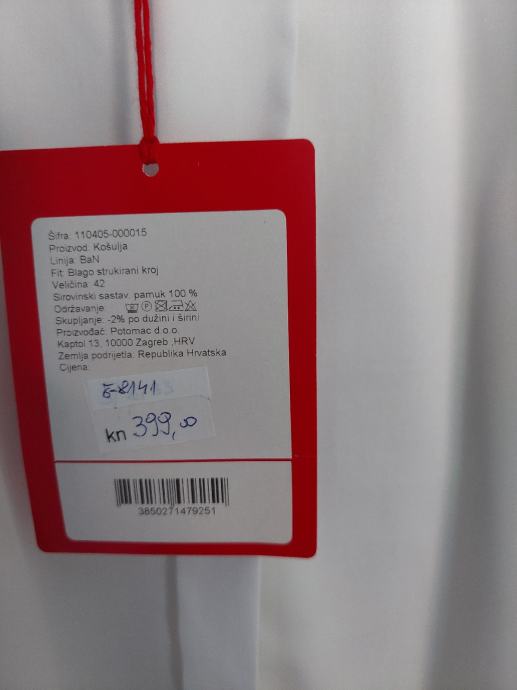 Šifra: 110405-000015
Proizvod: Košulja
Linija: BaN
Fit: Blago strukirani kroj
Veličina: 42
Sirovinski sastav: pamuk 100 %
Održavanje:
Skupljanje: -2% po dužini i širini
Proizvođač: Potomac d.o.o.
Kaptol 13, 10000 Zagreb ,HRV
Zemlja podrijetla: Republika Hrvatska
Cijena:
kn 399,00
3850271479251